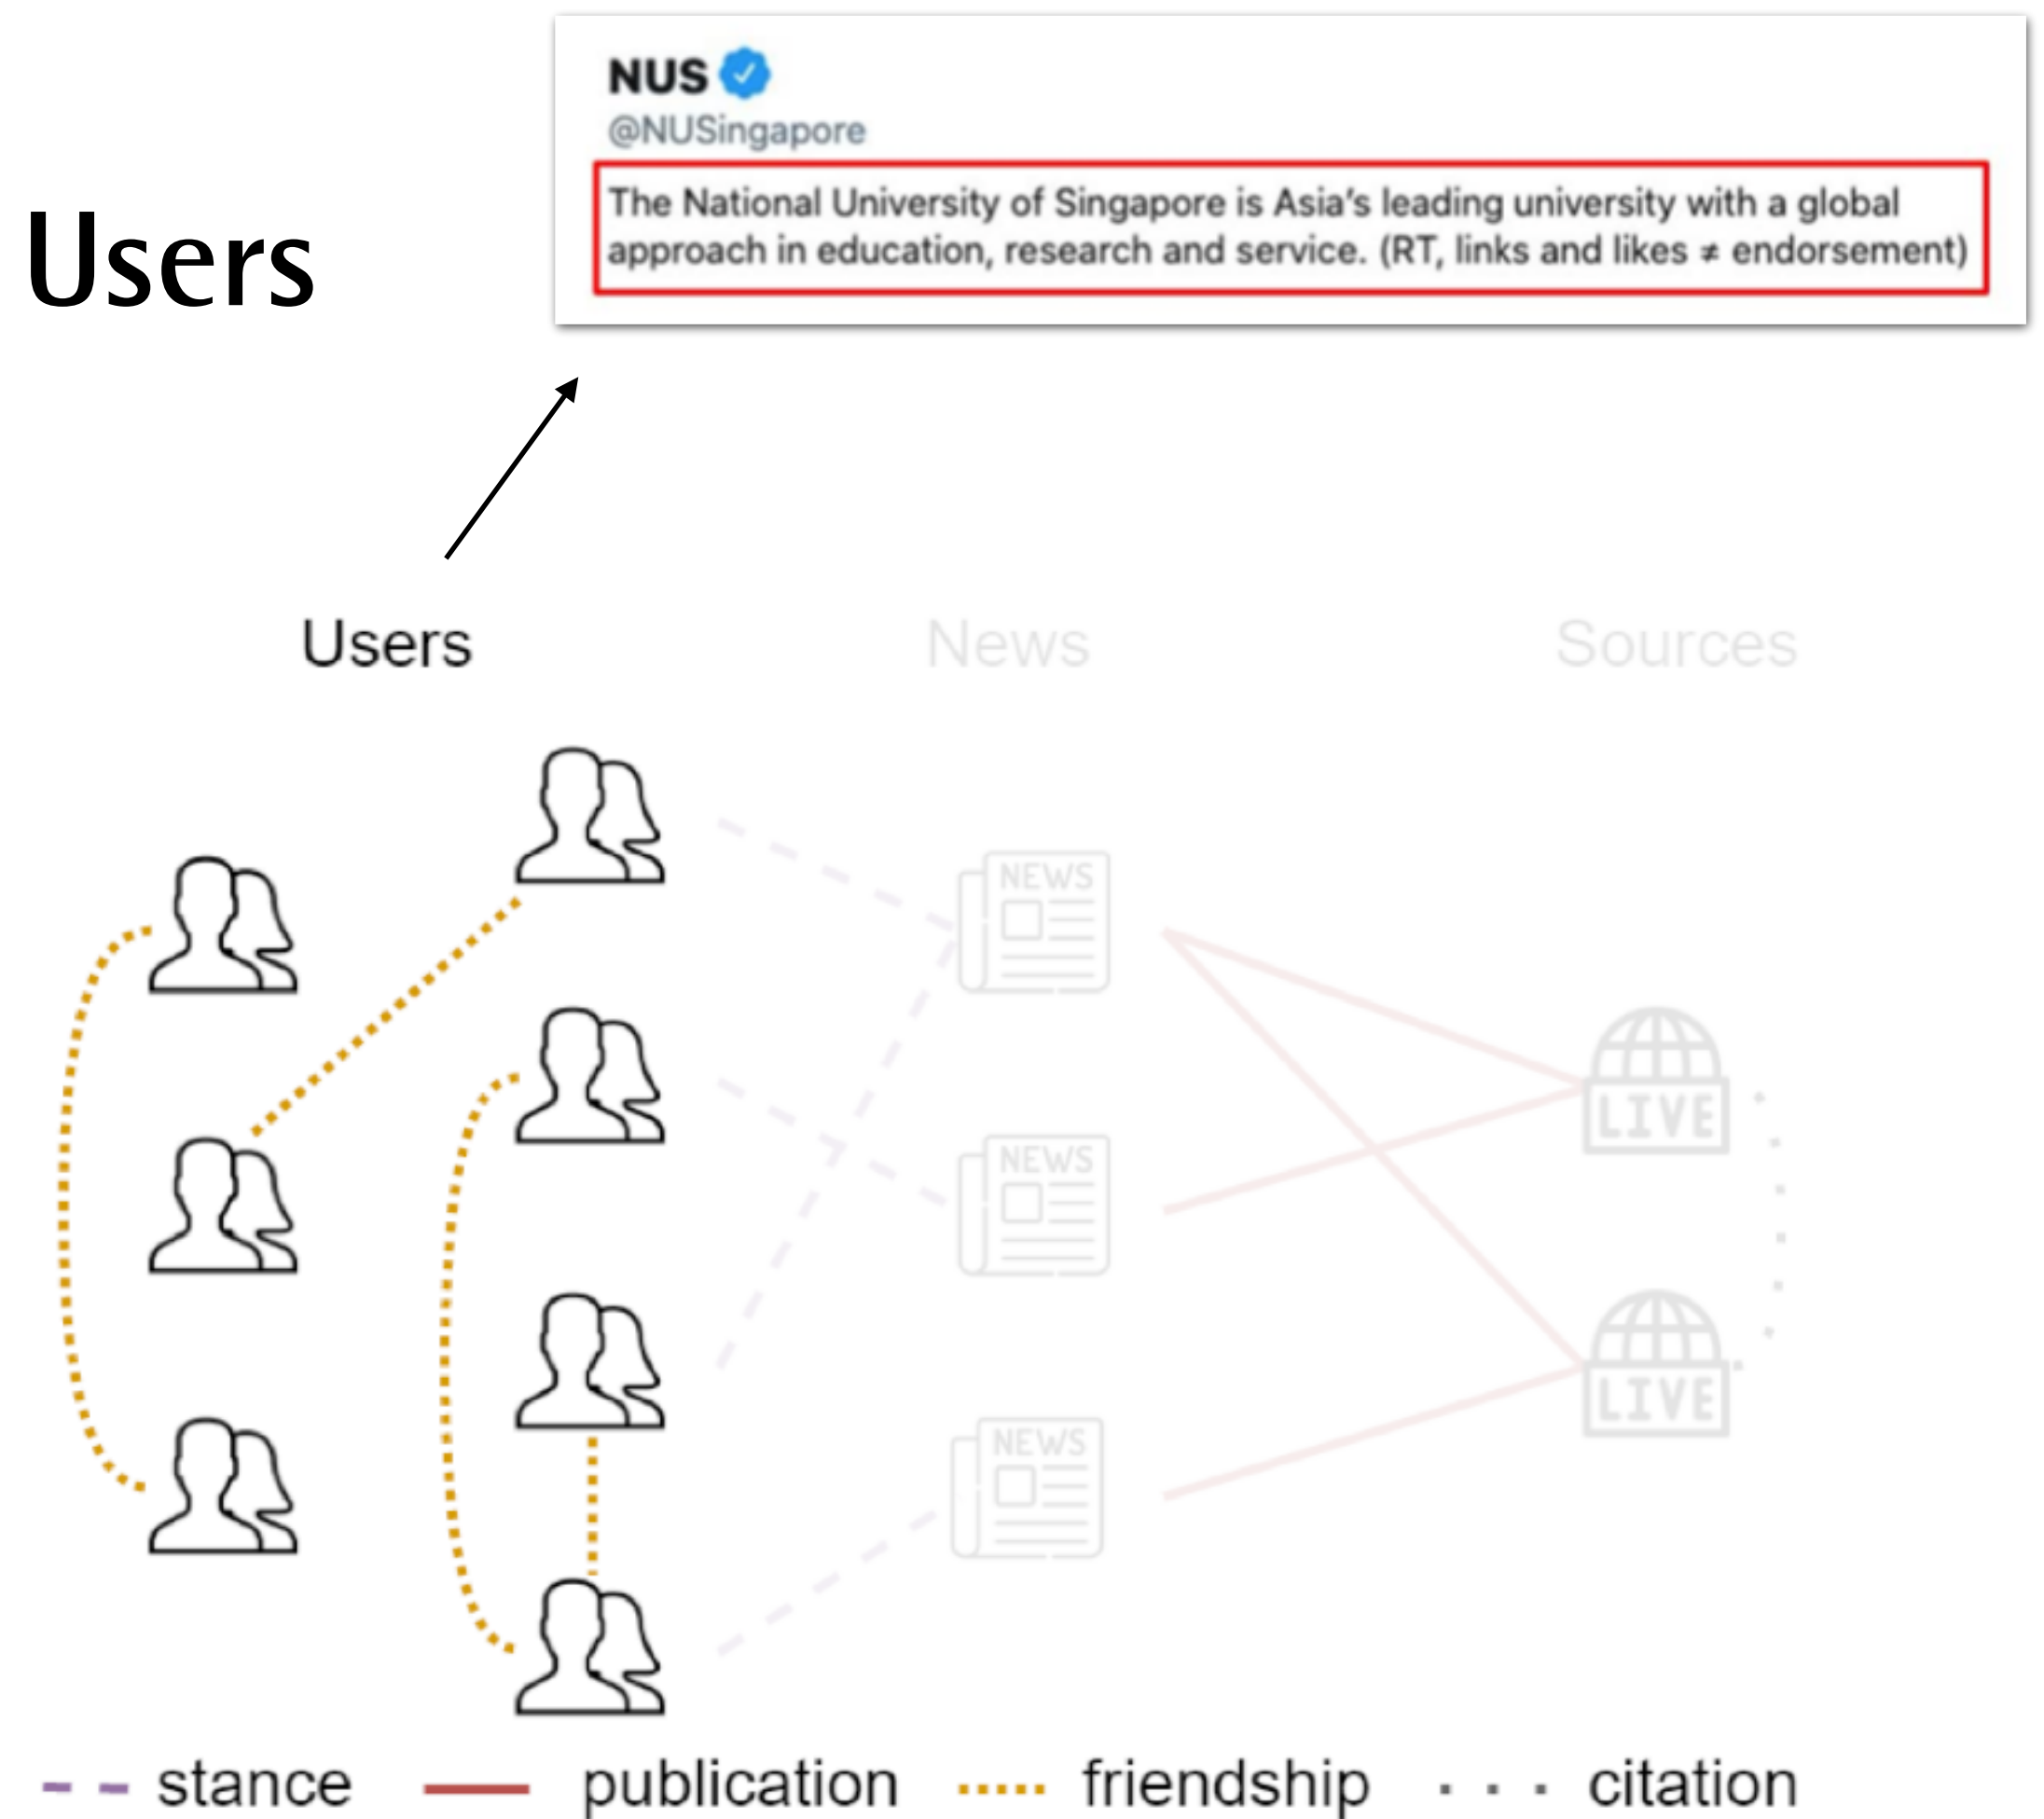 Users
NUS
@NUSingapore
The National University of Singapore is Asia's leading university with a global
approach in education, research and service. (RT, links and likes ≠ endorsement)
Users
News
Sources
NEWS
NEWS
NEWS
LIVE
LIVE
stance
publication
friendship
citation